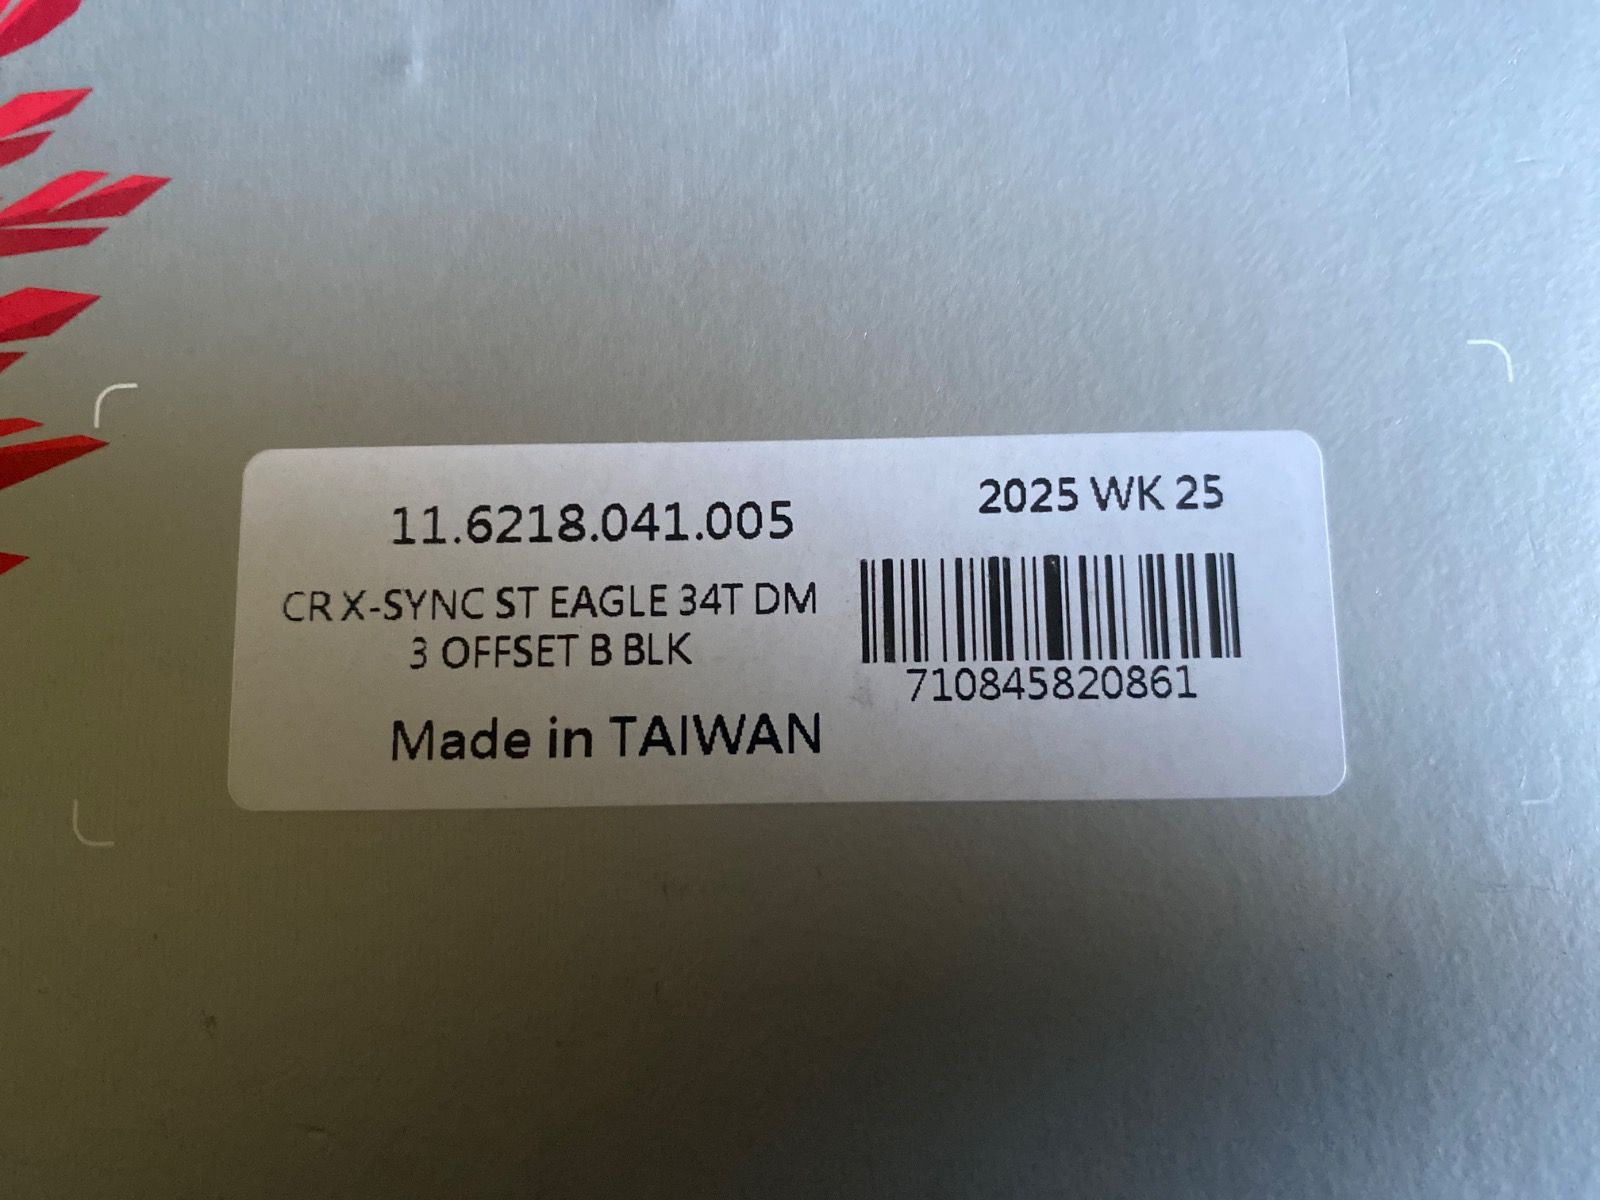 11.6218.041.005
2025 WK 25
CR X-SYNC ST EAGLE 34T DM
3 OFFSET B BLK
710845820861
Made in TAIWAN